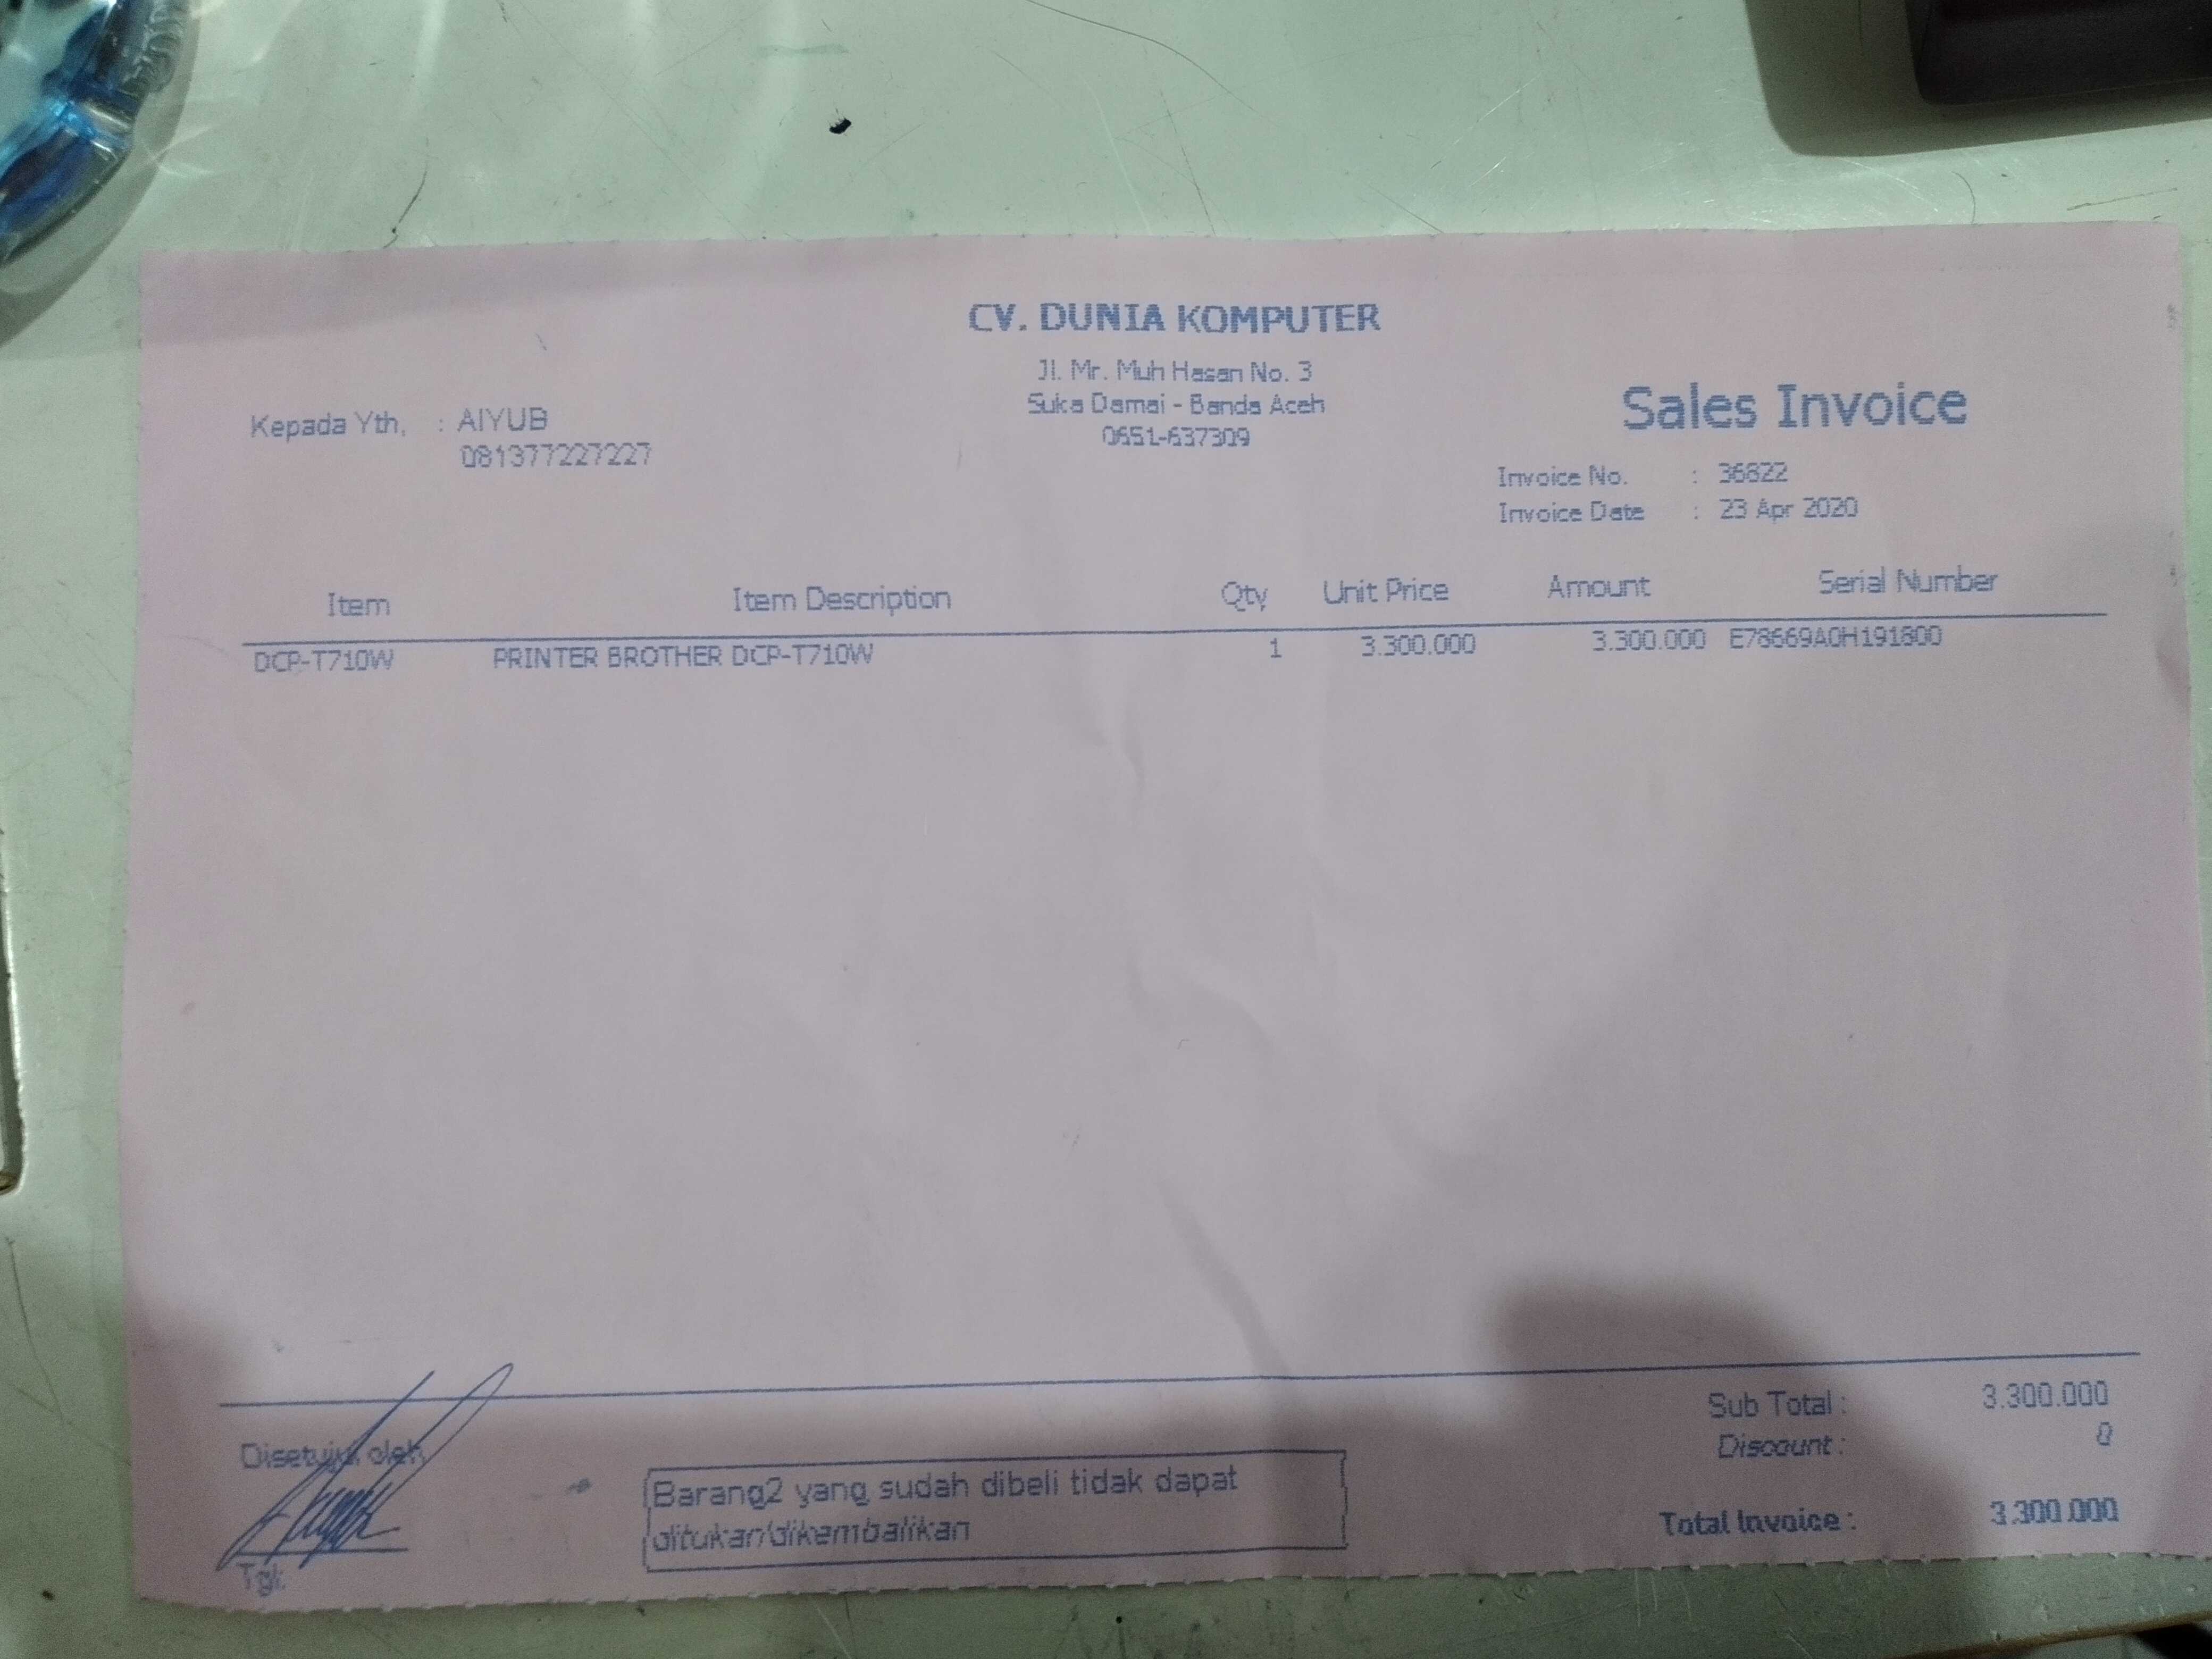 CV. DUNIA KOMPUTER
Jl. Mr. Muh Hasan No. 3
Suka Damai - Banda Aceh
0651-637309
Kepada Yth, : AIYUB
081377227227
Sales Invoice
Invoice No. : 36822
Invoice Date : 23 Apr 2020
Item Item Description Qty Unit Price Amount Serial Number
DCP-T710W PRINTER BROTHER DCP-T710W 1 3.300.000 3.300.000 E78669A0H191800
Sub Total : 3.300.000
Discount : 0
Total Invoice : 3.300.000
Disetujui oleh
Tgl.
Barang2 yang sudah dibeli tidak dapat
ditukan/dikembalikan